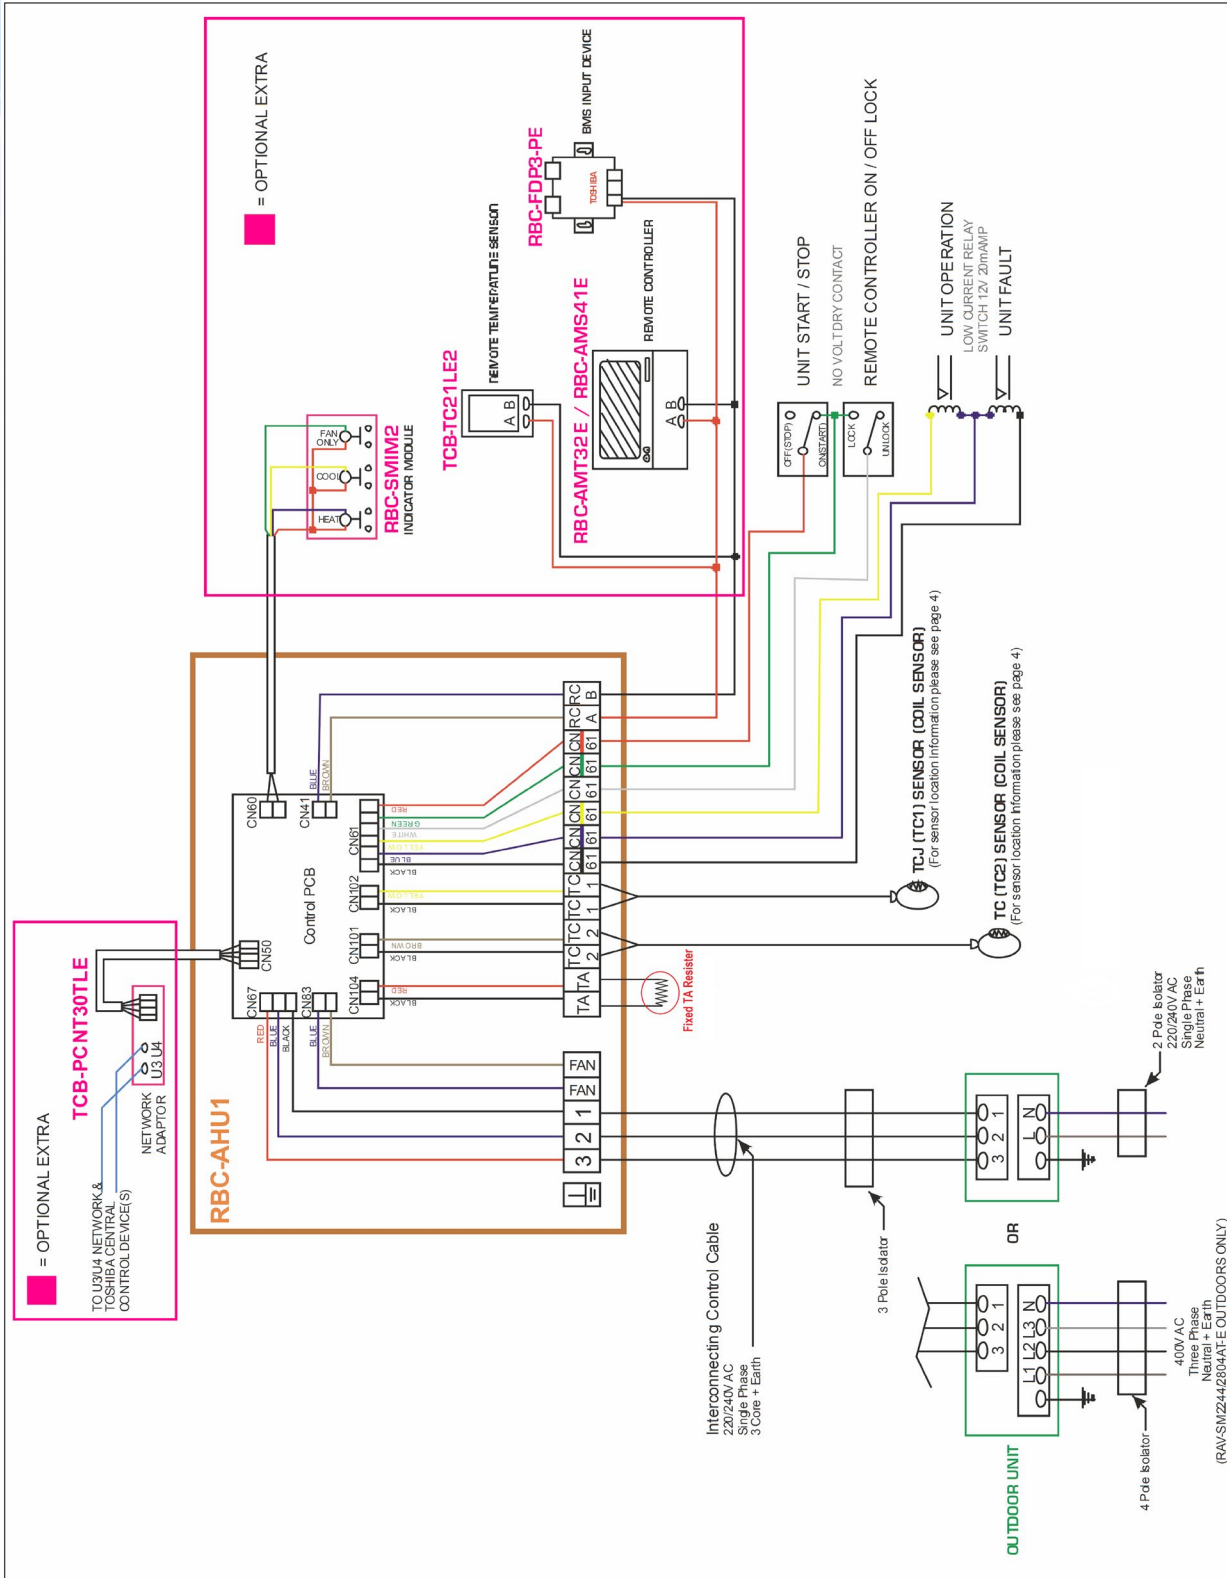 = OPTIONAL EXTRA
TCB-PCNT30TLE
TO U3U4 NETWORK &
TOSHIBA CENTRAL
CONTROL DEVICE(S)
NETWORK
ADAPTOR
U3 U4
RBC-AHU1
CN67
CN50
CN60
CN83
Control PCB
CN41
CN104
CN101
CN102
CN61
RED
BLUE
BLACK
BLUE
BROWN
BLACK
RED
BLACK
BROWN
BLACK
YELLOW
BLACK
BLUE
YELLOW
WHITE
GREEN
RED
BLUE
BROWN
3
2
1
FAN
FAN
TA
TA
TC
2
TC
2
TC
1
TC
1
CN
61
CN
61
CN
61
CN
61
CN
61
CN
61
RC
A
RC
B
Fixed TA Resister
= OPTIONAL EXTRA
HEAT
COOL
FAN
ONLY
RBC-SMIM2
INDICATOR MODULE
TCB-TC21LE2
A B
REMOTE TEMPERATURE SENSOR
RBC-FDP3-PE
TOSHIBA
BMS INPUT DEVICE
RBC-AMT32E / RBC-AMS41E
A B
REMOTE CONTROLLER
OFF(STOP)
ON(START)
UNIT START / STOP
NO VOLT DRY CONTACT
LOCK
UNLOCK
REMOTE CONTROLLER ON / OFF LOCK
UNIT OPERATION
LOW CURRENT RELAY
SWITCH 12V 20mAMP
UNIT FAULT
TCJ (TC1) SENSOR (COIL SENSOR)
(For sensor location information please see page 4)
TC (TC2) SENSOR (COIL SENSOR)
(For sensor location information please see page 4)
Interconnecting Control Cable
220/240V AC
Single Phase
3 Core + Earth
3 Pole Isolator
OUTDOOR UNIT
3 2 1
L1 L2 L3 N
OR
3 2 1
L N
4 Pole Isolator
400V AC
Three Phase
Neutral + Earth
(RAV-SM2244/2804AT-E OUTDOORS ONLY)
2 Pole Isolator
220/240V AC
Single Phase
Neutral + Earth